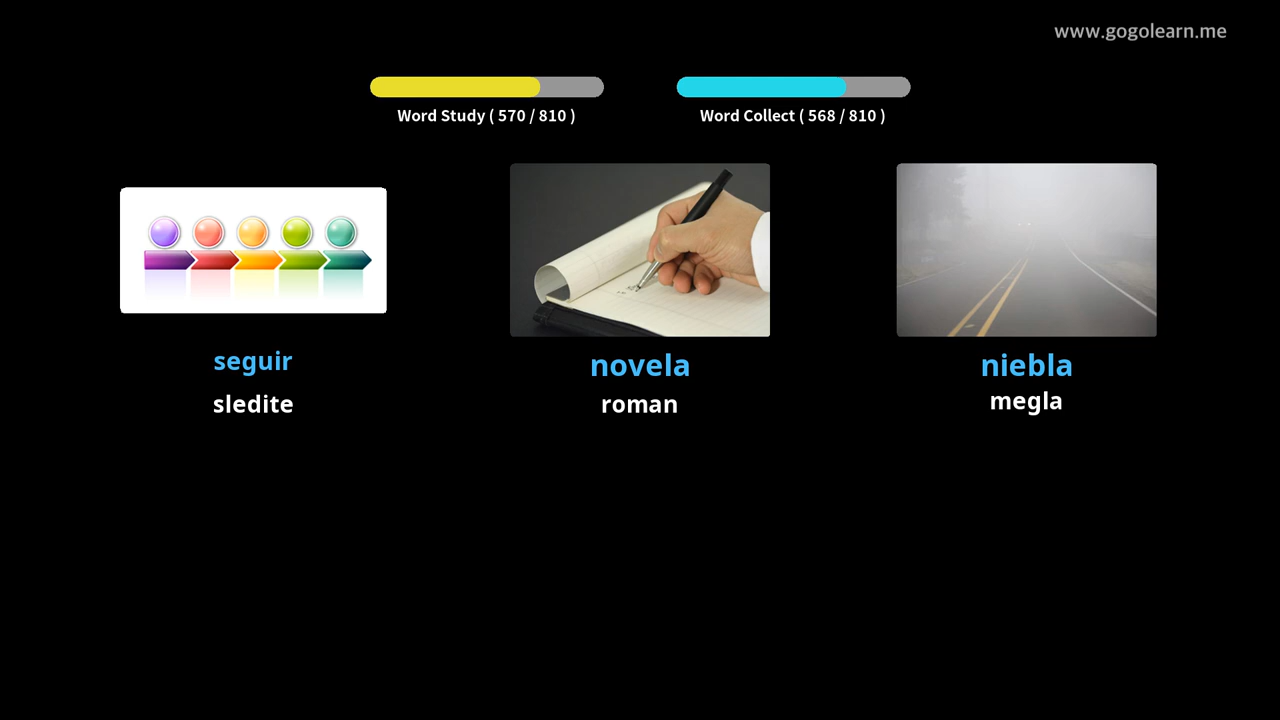 www.gogolearn.me
Word Study ( 570 / 810 )
Word Collect ( 568 / 810 )
seguir
sledite
novela
roman
niebla
megla